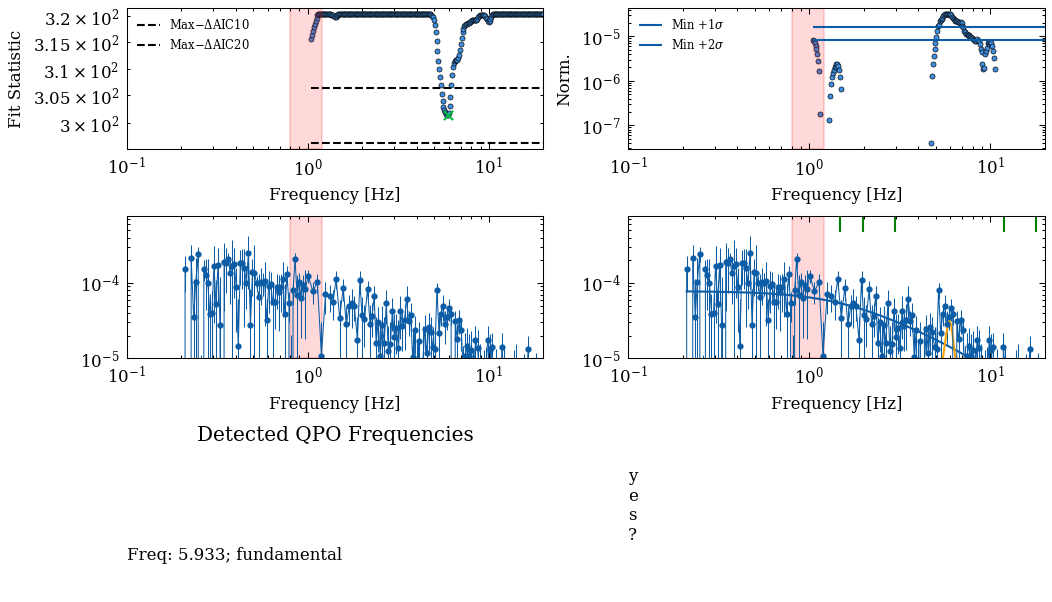 Fit Statistic
3.2 × 10²
3.15 × 10²
3.1 × 10²
3.05 × 10²
3 × 10²
Max−ΔAIC10
Max−ΔAIC20
10⁻¹ 10⁰ 10¹
Frequency [Hz]
Norm.
10⁻⁵
10⁻⁶
10⁻⁷
Min +1σ
Min +2σ
10⁻¹ 10⁰ 10¹
Frequency [Hz]
10⁻⁴
10⁻⁵
10⁻¹ 10⁰ 10¹
Frequency [Hz]
10⁻⁴
10⁻⁵
10⁻¹ 10⁰ 10¹
Frequency [Hz]
Detected QPO Frequencies
Freq: 5.933; fundamental
y
e
s
?